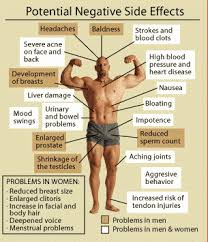 Potential Negative Side Effects
Headaches
Baldness
Strokes and
blood clots
Severe acne
on face and
back
High blood
pressure and
heart disease
Development
of breasts
Nausea
Liver damage
Bloating
Mood
swings
Urinary
and bowel
problems
Impotence
Enlarged
prostate
Reduced
sperm count
Shrinkage of
the testicles
Aching joints
Aggressive
behavior
Increased risk of
tendon injuries
PROBLEMS IN WOMEN:
- Reduced breast size
- Enlarged clitoris
- Increase in facial and
body hair
- Deepened voice
- Menstrual problems
Problems in men
Problems in men & women